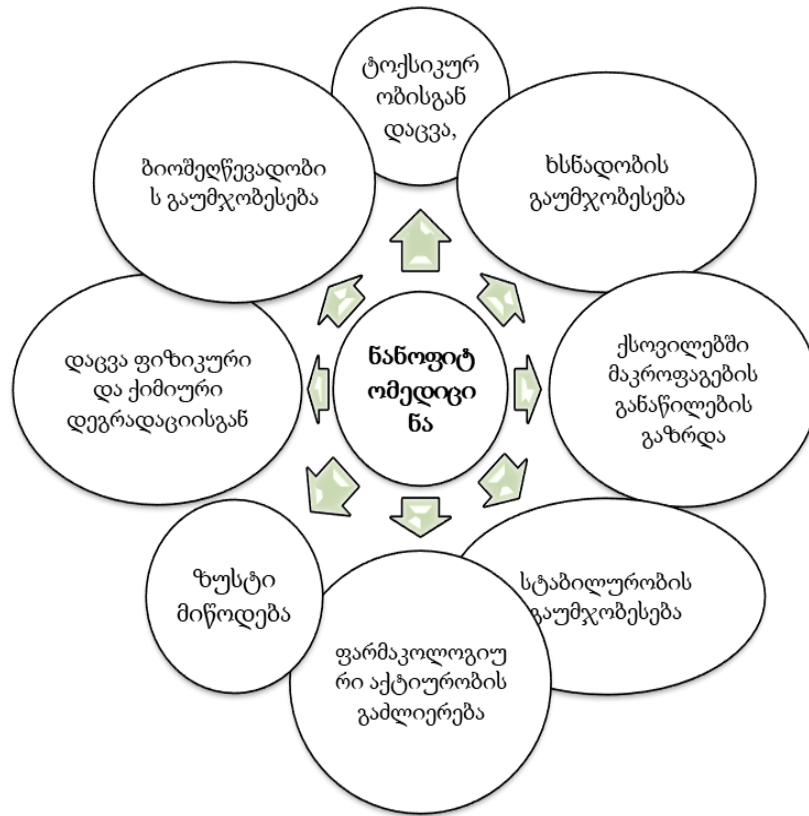 ტოქსიკურ
ობისგან
დაცვა,
ბიოშეღწევადობი
ს გაუმჯობესება
ხსნადობის
გაუმჯობესება
დაცვა ფიზიკური
და ქიმიური
დეგრადაციისგან
ნანოფიტ
ომედიცი
ნა
ქსოვილებში
მაკროფაგების
განაწილების
გაზრდა
ზუსტი
მიწოდება
სტაბილურობის
გაუმჯობესება
ფარმაკოლოგიუ
რი აქტიურობის
გაძლიერება